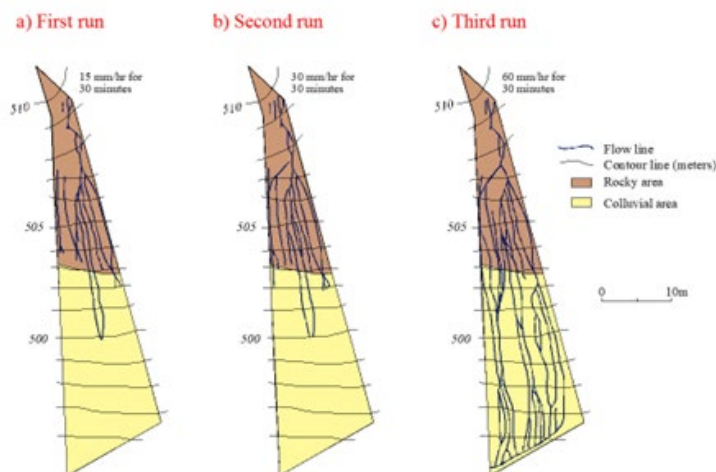 a) First run
b) Second run
c) Third run
15 mm/hr for
30 minutes
30 mm/hr for
30 minutes
60 mm/hr for
30 minutes
510
505
500
510
505
500
510
505
500
Flow line
Contour line (meters)
Rocky area
Colluvial area
0 10m